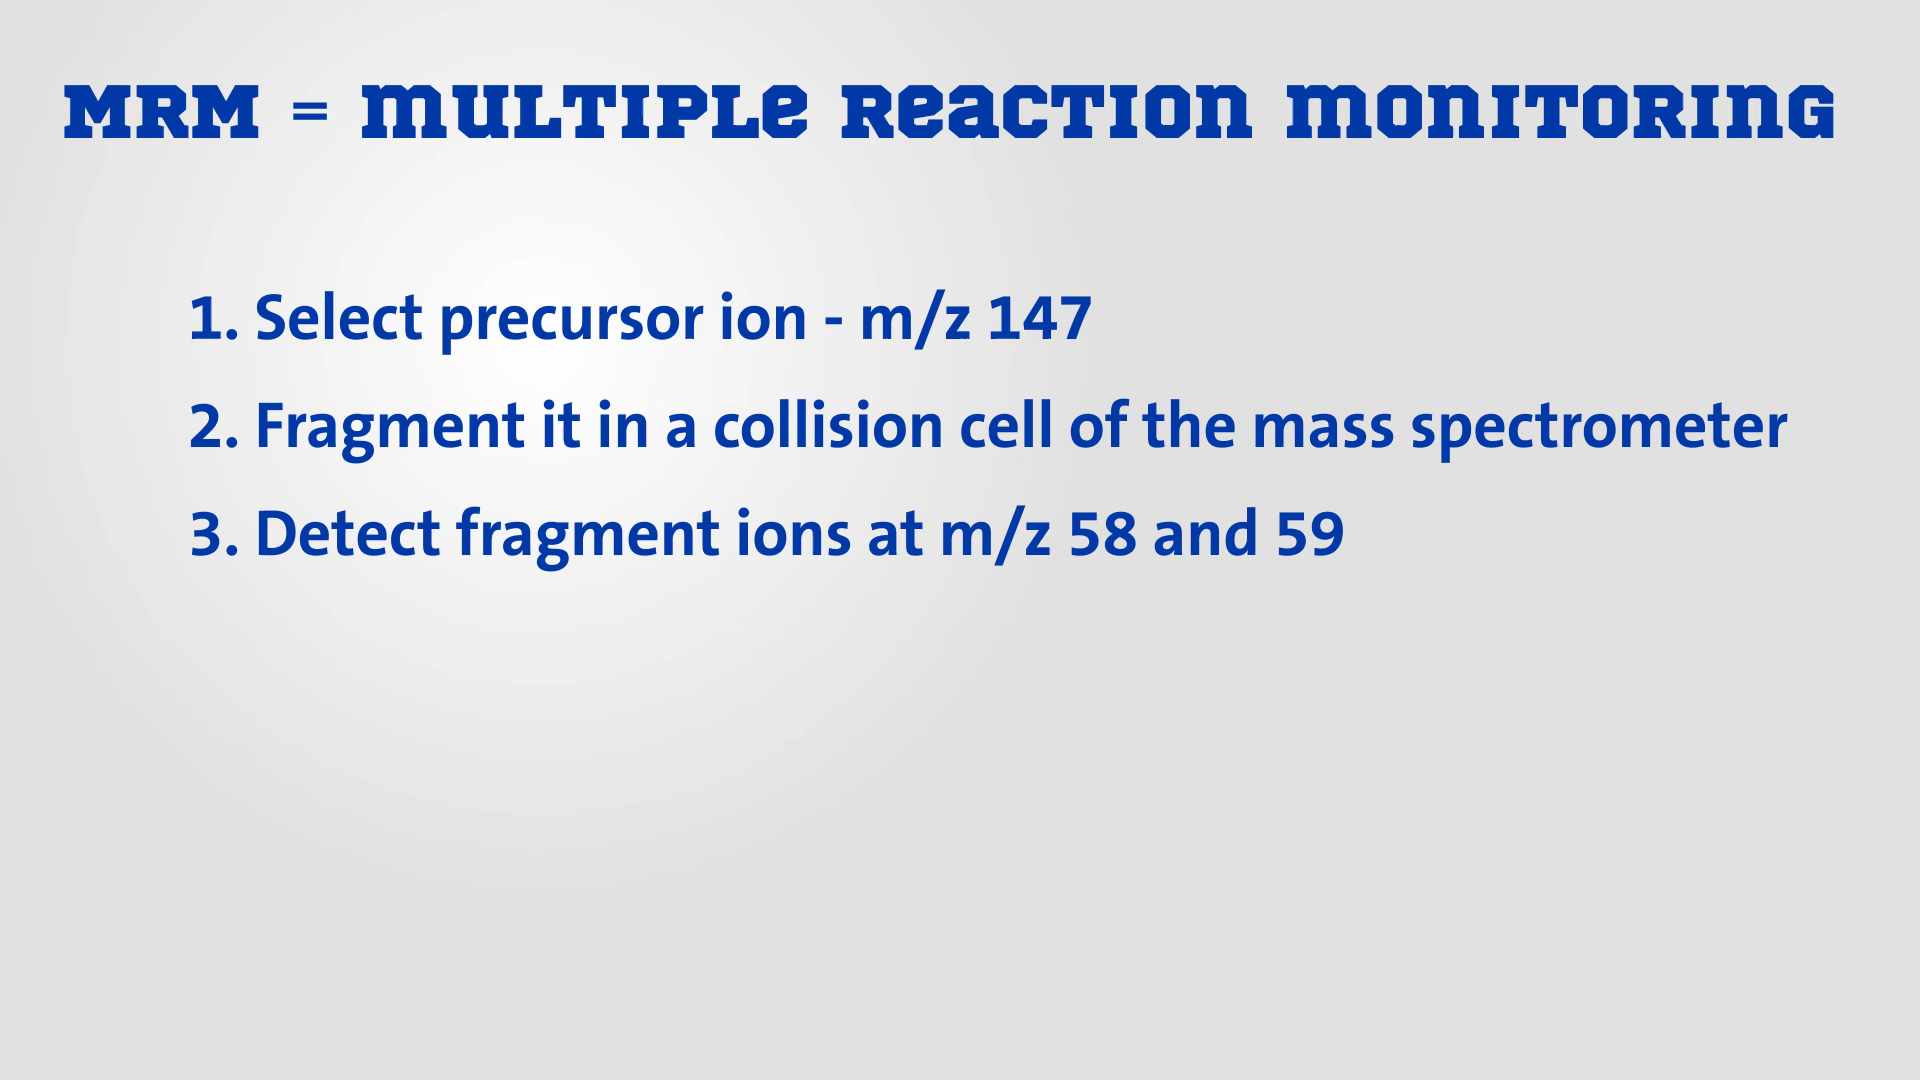 MRM = Multiple Reaction Monitoring
1. Select precursor ion - m/z 147
2. Fragment it in a collision cell of the mass spectrometer
3. Detect fragment ions at m/z 58 and 59